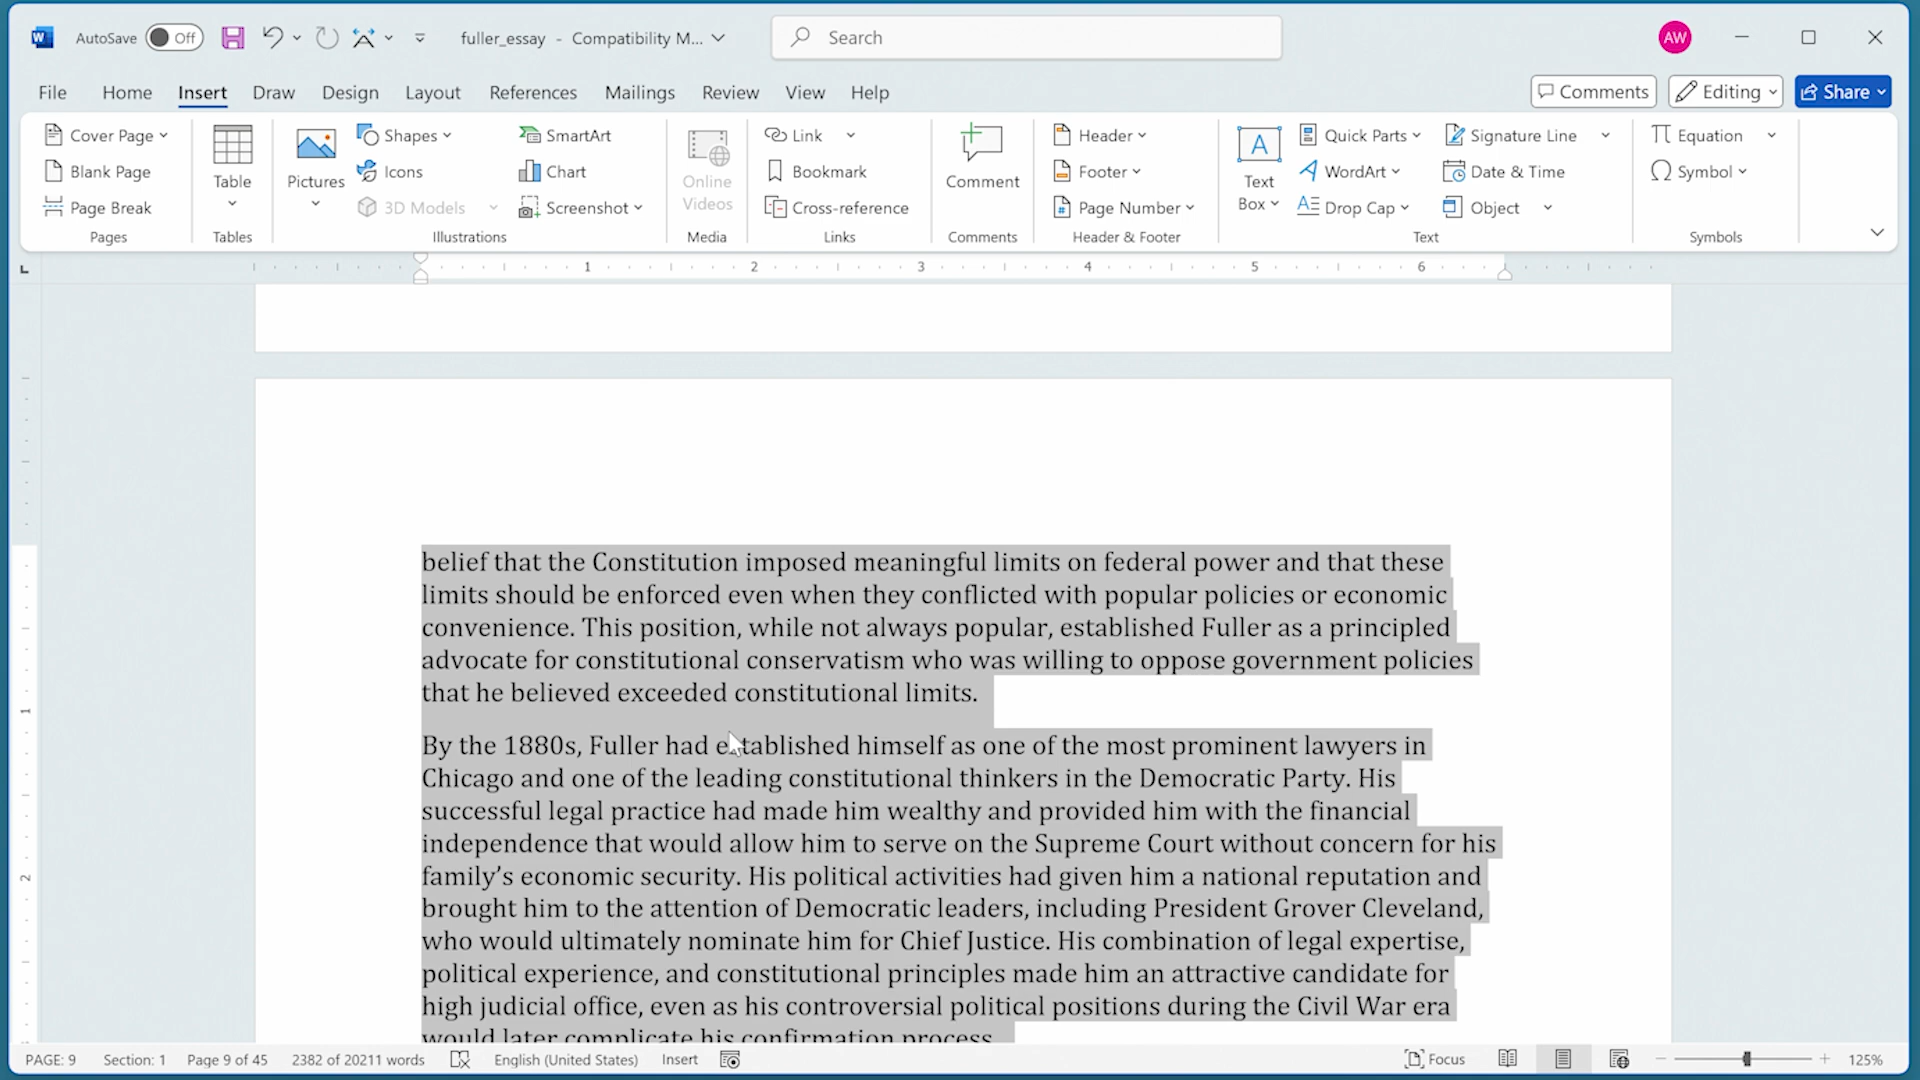 AutoSave Off fuller_essay - Compatibility M... Search AW
File Home Insert Draw Design Layout References Mailings Review View Help Comments Editing Share
Cover Page
Blank Page
Page Break
Pages
Table
Tables
Pictures
Shapes
Icons
3D Models
SmartArt
Chart
Screenshot
Illustrations
Online
Videos
Media
Link
Bookmark
Cross-reference
Links
Comment
Comments
Header
Footer
Page Number
Header & Footer
Text
Box
Quick Parts
WordArt
Drop Cap
Signature Line
Date & Time
Object
Text
Equation
Symbol
Symbols
1 2 3 4 5 6
belief that the Constitution imposed meaningful limits on federal power and that these
limits should be enforced even when they conflicted with popular policies or economic
convenience. This position, while not always popular, established Fuller as a principled
advocate for constitutional conservatism who was willing to oppose government policies
that he believed exceeded constitutional limits.
By the 1880s, Fuller had established himself as one of the most prominent lawyers in
Chicago and one of the leading constitutional thinkers in the Democratic Party. His
successful legal practice had made him wealthy and provided him with the financial
independence that would allow him to serve on the Supreme Court without concern for his
family’s economic security. His political activities had given him a national reputation and
brought him to the attention of Democratic leaders, including President Grover Cleveland,
who would ultimately nominate him for Chief Justice. His combination of legal expertise,
political experience, and constitutional principles made him an attractive candidate for
high judicial office, even as his controversial political positions during the Civil War era
would later complicate his confirmation process.
1
2
PAGE: 9 Section: 1 Page 9 of 45 2382 of 20211 words English (United States) Insert Focus 125%